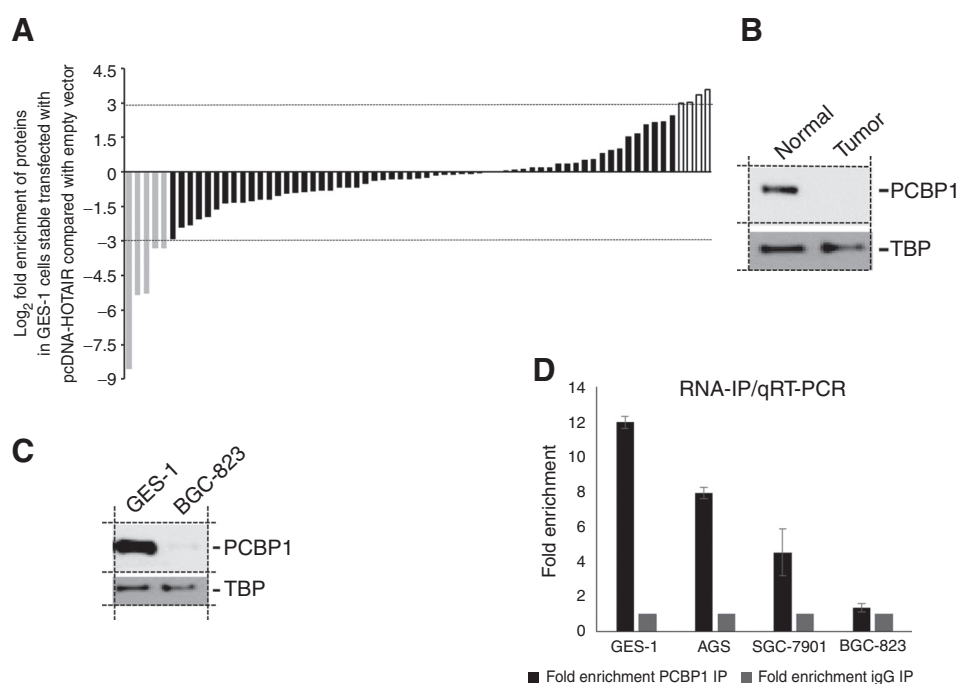 A
Log2 fold enrichment of proteins
in GES-1 cells stable transfected with
pcDNA-HOTAIR compared with empty vector
4.5
3
1.5
0
−1.5
−3
−4.5
−6
−7.5
−9
B
Normal
Tumor
PCBP1
TBP
C
GES-1
BGC-823
PCBP1
TBP
D
RNA-IP/qRT-PCR
Fold enrichment
14
12
10
8
6
4
2
0
GES-1 AGS SGC-7901 BGC-823
Fold enrichment PCBP1 IP Fold enrichment igG IP